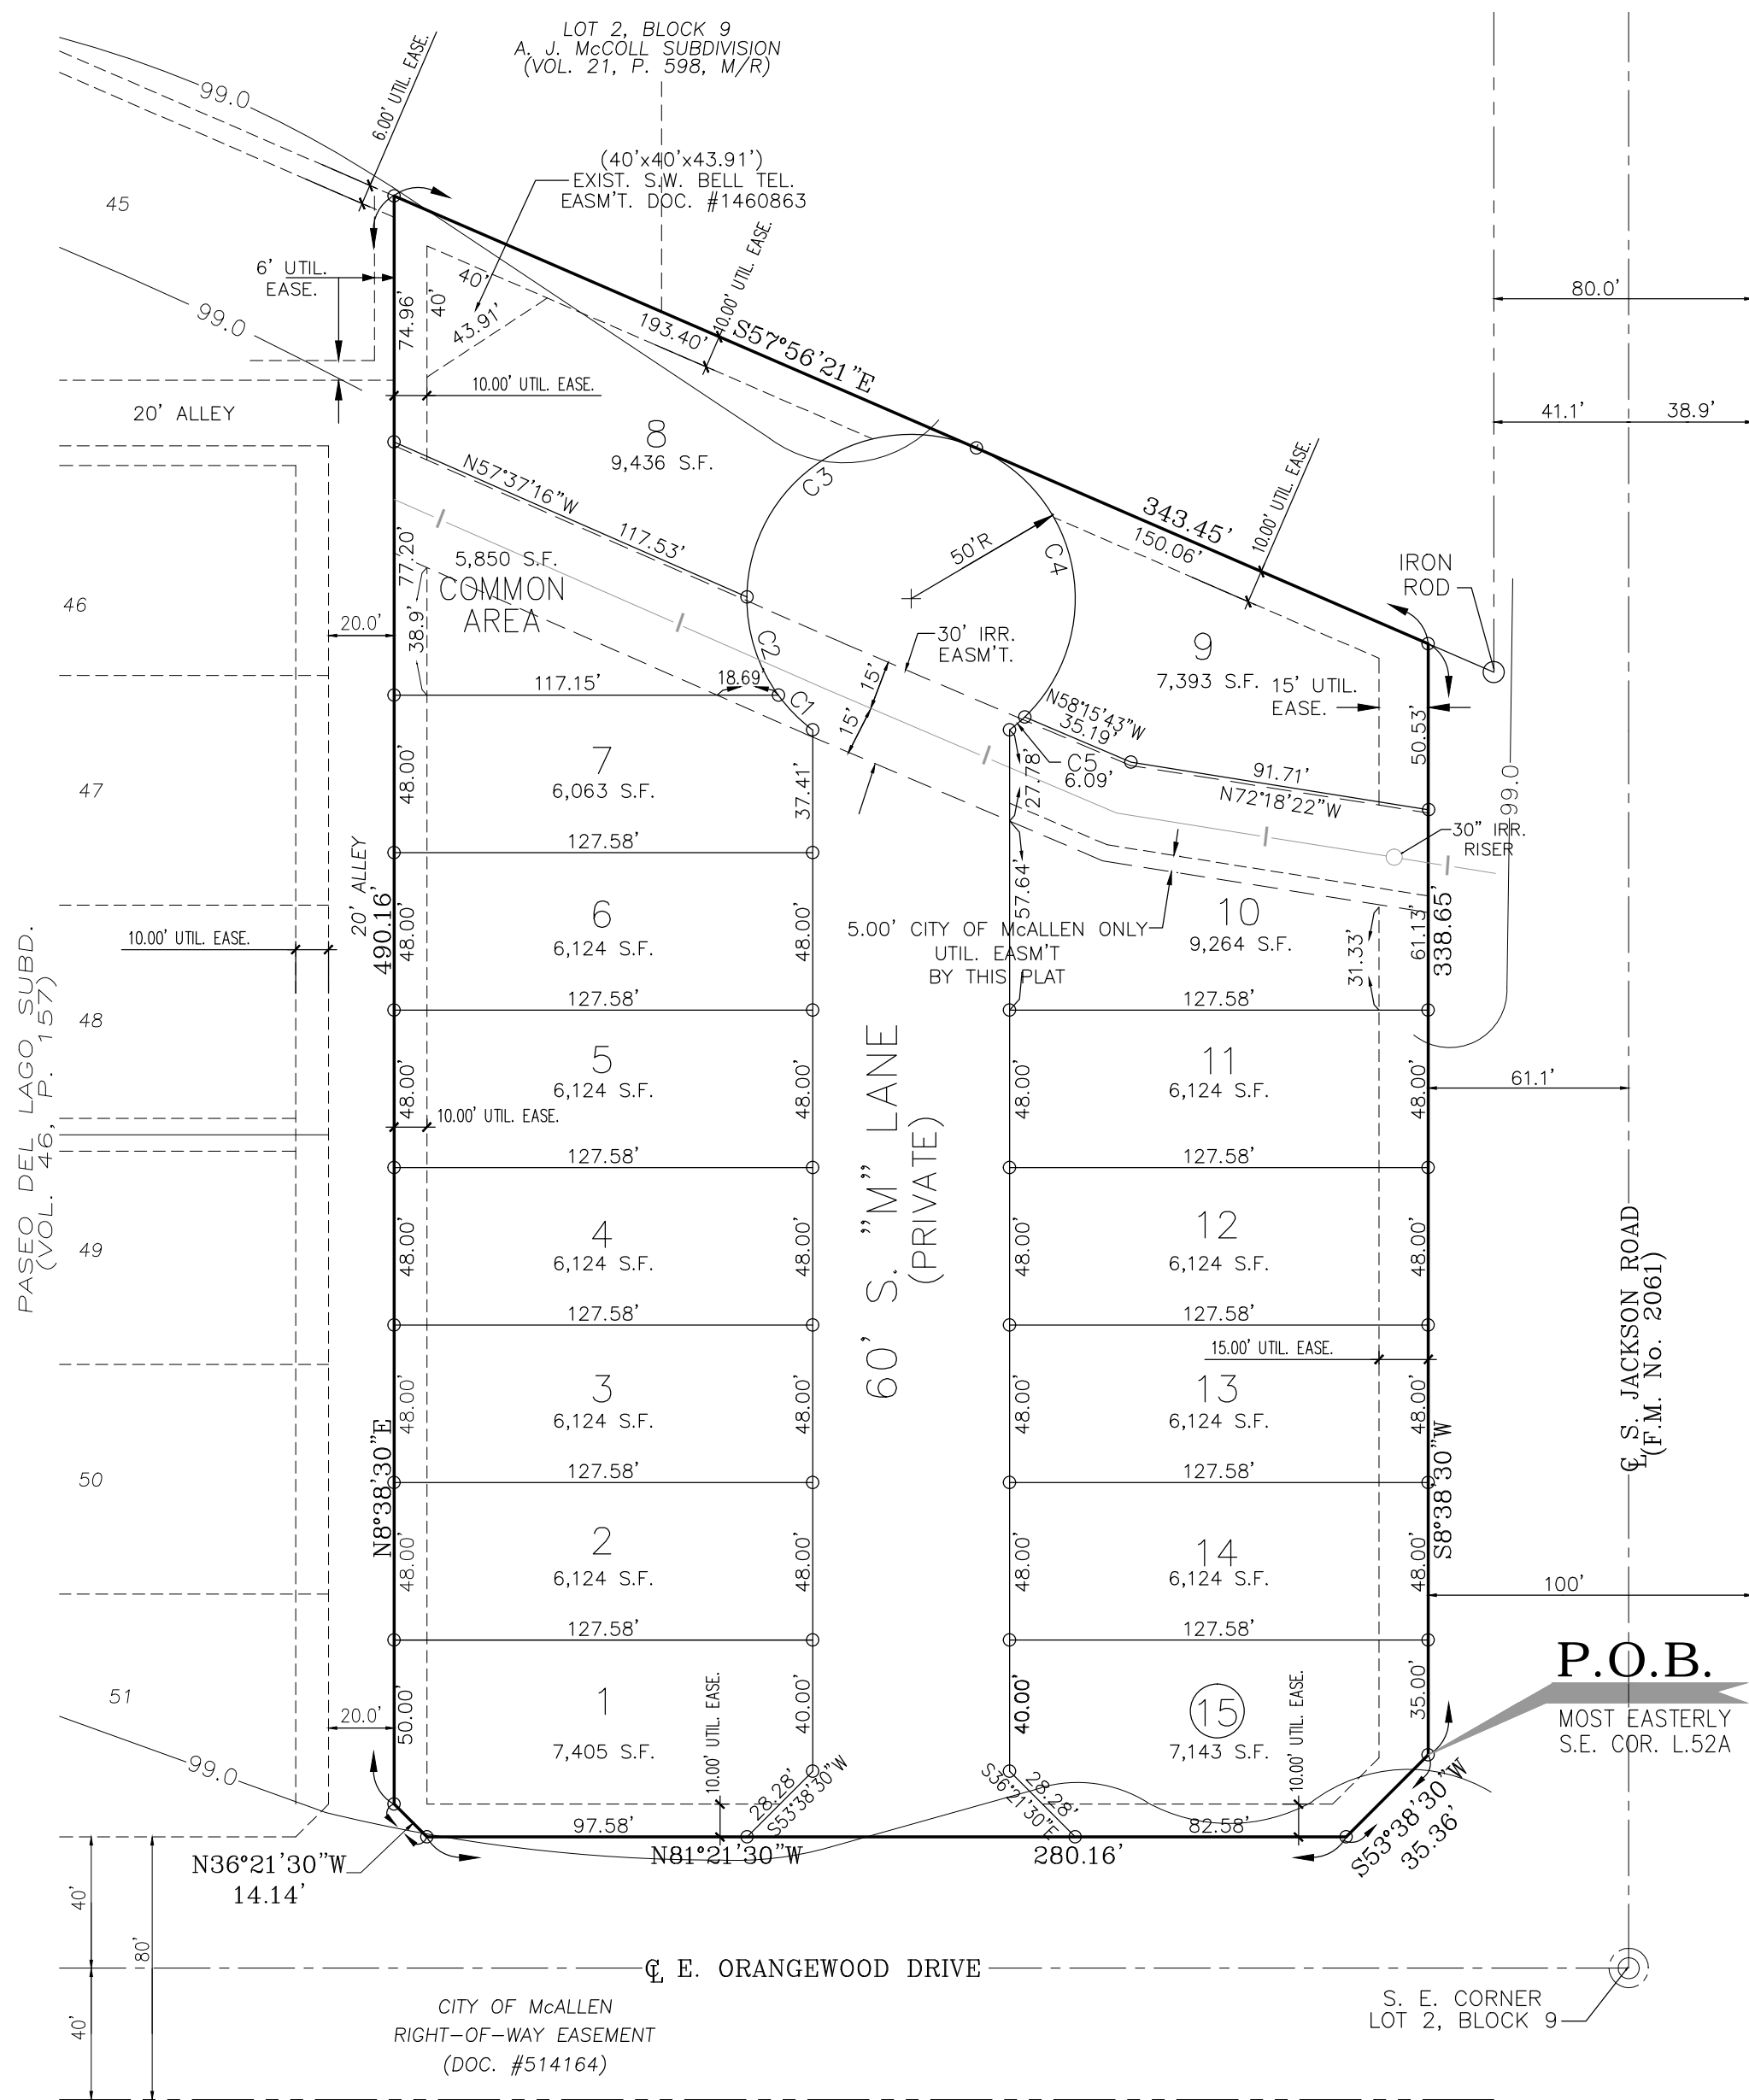 LOT 2, BLOCK 9
A. J. McCOLL SUBDIVISION
(VOL. 21, P. 598, M/R)
99.0
6.00' UTIL. EASE.
(40'x40'x43.91')
EXIST. S.W. BELL TEL.
EASM'T. DOC. #1460863
45
6' UTIL.
EASE.
99.0
74.96'
40'
40'
43.91'
193.40'
10.00' UTIL. EASE.
S57°56'21"E
80.0'
10.00' UTIL. EASE.
20' ALLEY
41.1'
38.9'
8
9,436 S.F.
C3
N57°37'16"W
117.53'
343.45'
150.06'
10.00' UTIL. EASE.
50'R
C4
IRON
ROD
77.20'
5,850 S.F.
COMMON
AREA
38.9'
46
20.0'
C2
30' IRR.
EASM'T.
9
7,393 S.F.
15' UTIL.
EASE.
117.15'
18.69'
C1
15'
15'
N58°15'43"W
35.19'
C5
6.09'
27.78'
91.71'
N72°18'22"W
50.53'
99.0
7
6,063 S.F.
48.00'
37.41'
47
127.58'
30" IRR.
RISER
20' ALLEY
490.16'
57.64'
6
6,124 S.F.
48.00'
48.00'
10.00' UTIL. EASE.
5.00' CITY OF McALLEN ONLY
UTIL. EASM'T
BY THIS PLAT
10
9,264 S.F.
31.33'
61.13'
338.65'
127.58'
127.58'
48
PASEO DEL LAGO SUBD.
(VOL. 46, P. 157)
5
6,124 S.F.
48.00'
48.00'
10.00' UTIL. EASE.
11
6,124 S.F.
48.00'
48.00'
61.1'
127.58'
127.58'
60' S. "M" LANE
(PRIVATE)
49
4
6,124 S.F.
48.00'
48.00'
12
6,124 S.F.
48.00'
48.00'
127.58'
127.58'
15.00' UTIL. EASE.
℄ S. JACKSON ROAD
(F.M. No. 2061)
3
6,124 S.F.
48.00'
48.00'
13
6,124 S.F.
48.00'
48.00'
N8°38'30"E
S8°38'30"W
50
127.58'
127.58'
2
6,124 S.F.
48.00'
48.00'
14
6,124 S.F.
48.00'
48.00'
100'
127.58'
127.58'
51
20.0'
50.00'
1
7,405 S.F.
10.00' UTIL. EASE.
40.00'
40.00'
15
7,143 S.F.
10.00' UTIL. EASE.
35.00'
P.O.B.
MOST EASTERLY
S.E. COR. L.52A
99.0
28.28'
S53°38'30"W
28.28'
S36°21'30"E
97.58'
82.58'
N36°21'30"W
14.14'
N81°21'30"W
280.16'
S53°38'30"W
35.36'
40'
80'
40'
℄ E. ORANGEWOOD DRIVE
CITY OF McALLEN
RIGHT-OF-WAY EASEMENT
(DOC. #514164)
S. E. CORNER
LOT 2, BLOCK 9